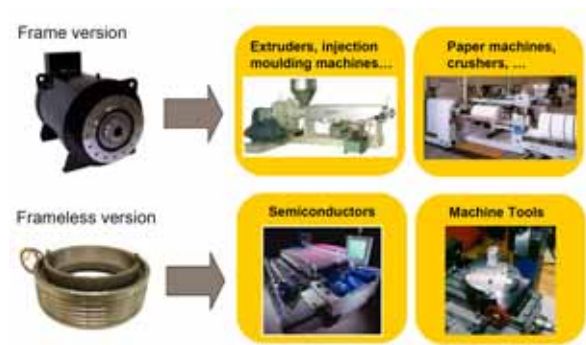 Frame version
Extruders, injection
moulding machines...
Paper machines,
crushers, ...
Frameless version
Semiconductors
Machine Tools